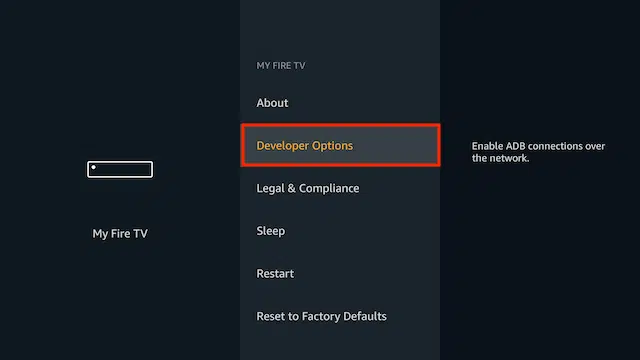 MY FIRE TV
About
Developer Options
Legal & Compliance
Sleep
Restart
Reset to Factory Defaults
My Fire TV
Enable ADB connections over
the network.